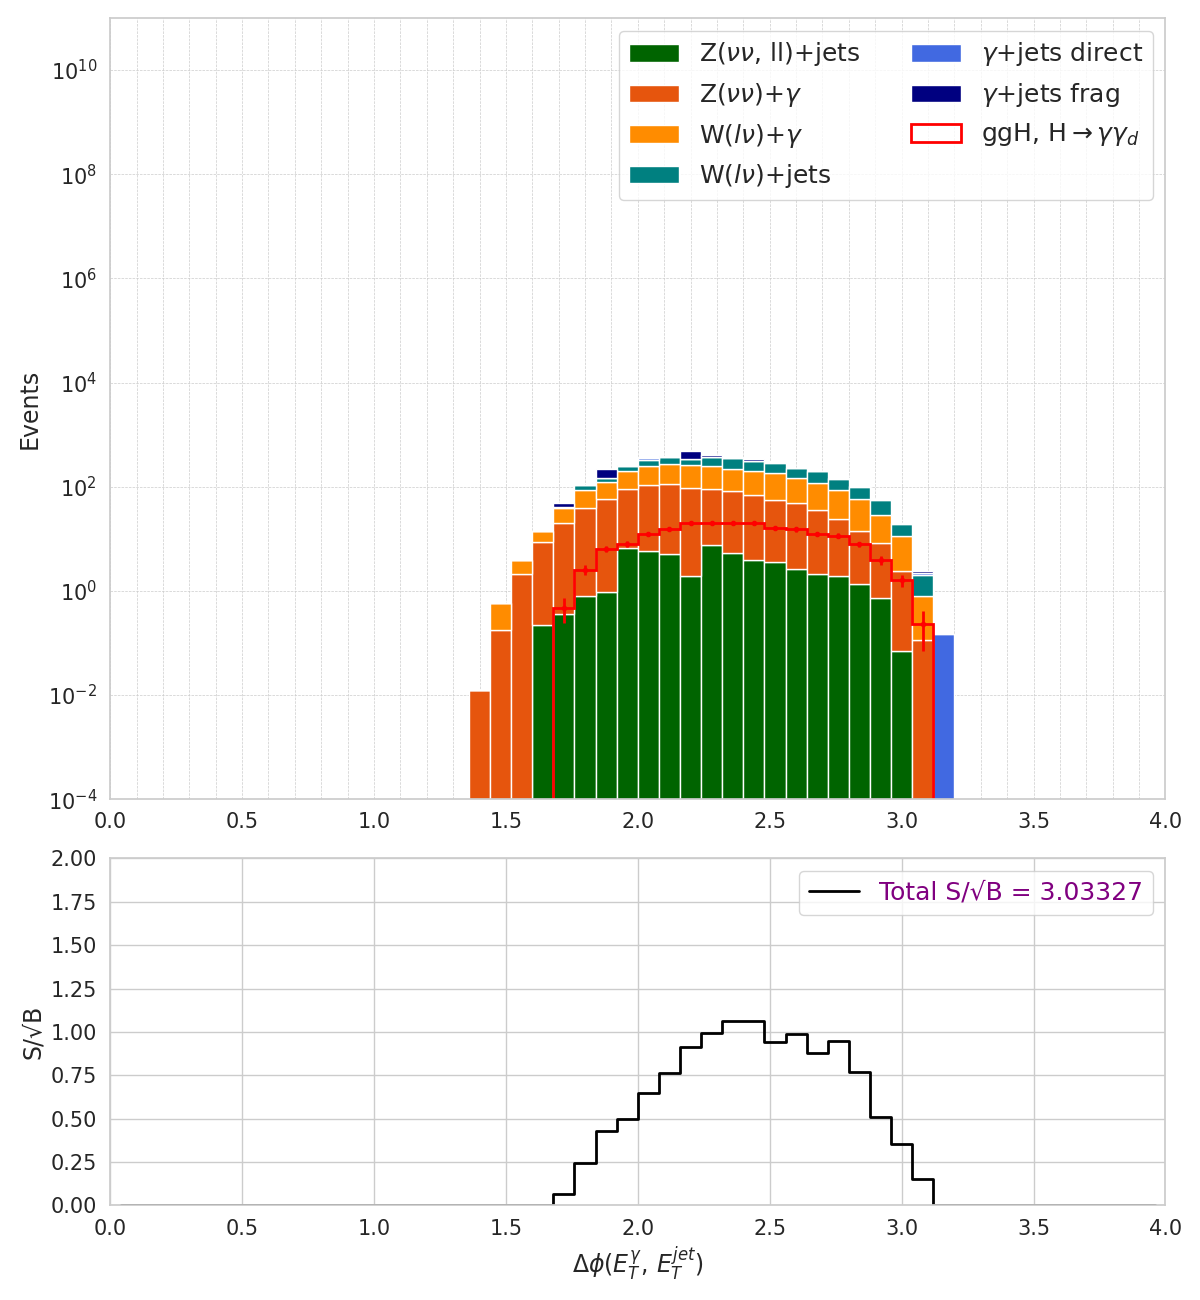 Z(νν, ll)+jets
Z(νν)+γ
W(lν)+γ
W(lν)+jets
γ+jets direct
γ+jets frag
ggH, H→γγ_d
10^10
10^8
10^6
10^4
10^2
10^0
10^−2
10^−4
Events
0.0 0.5 1.0 1.5 2.0 2.5 3.0 3.5 4.0
Total S/√B = 3.03327
2.00
1.75
1.50
1.25
1.00
0.75
0.50
0.25
0.00
S/√B
0.0 0.5 1.0 1.5 2.0 2.5 3.0 3.5 4.0
Δϕ(E_T^γ, E_T^jet)